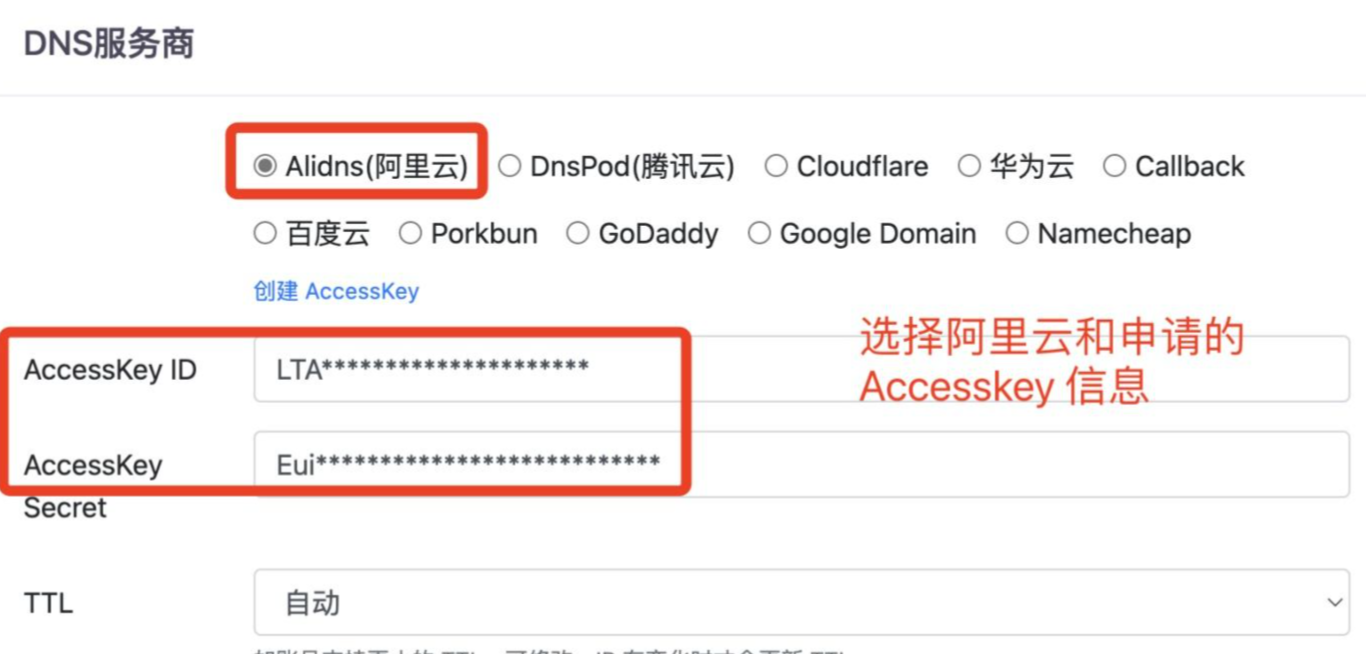 DNS服务商
Alidns(阿里云) DnsPod(腾讯云) Cloudflare 华为云 Callback
百度云 Porkbun GoDaddy Google Domain Namecheap
创建 AccessKey
选择阿里云和申请的
Accesskey 信息
AccessKey ID LTA*********************
AccessKey
Secret
Eui***************************
TTL 自动